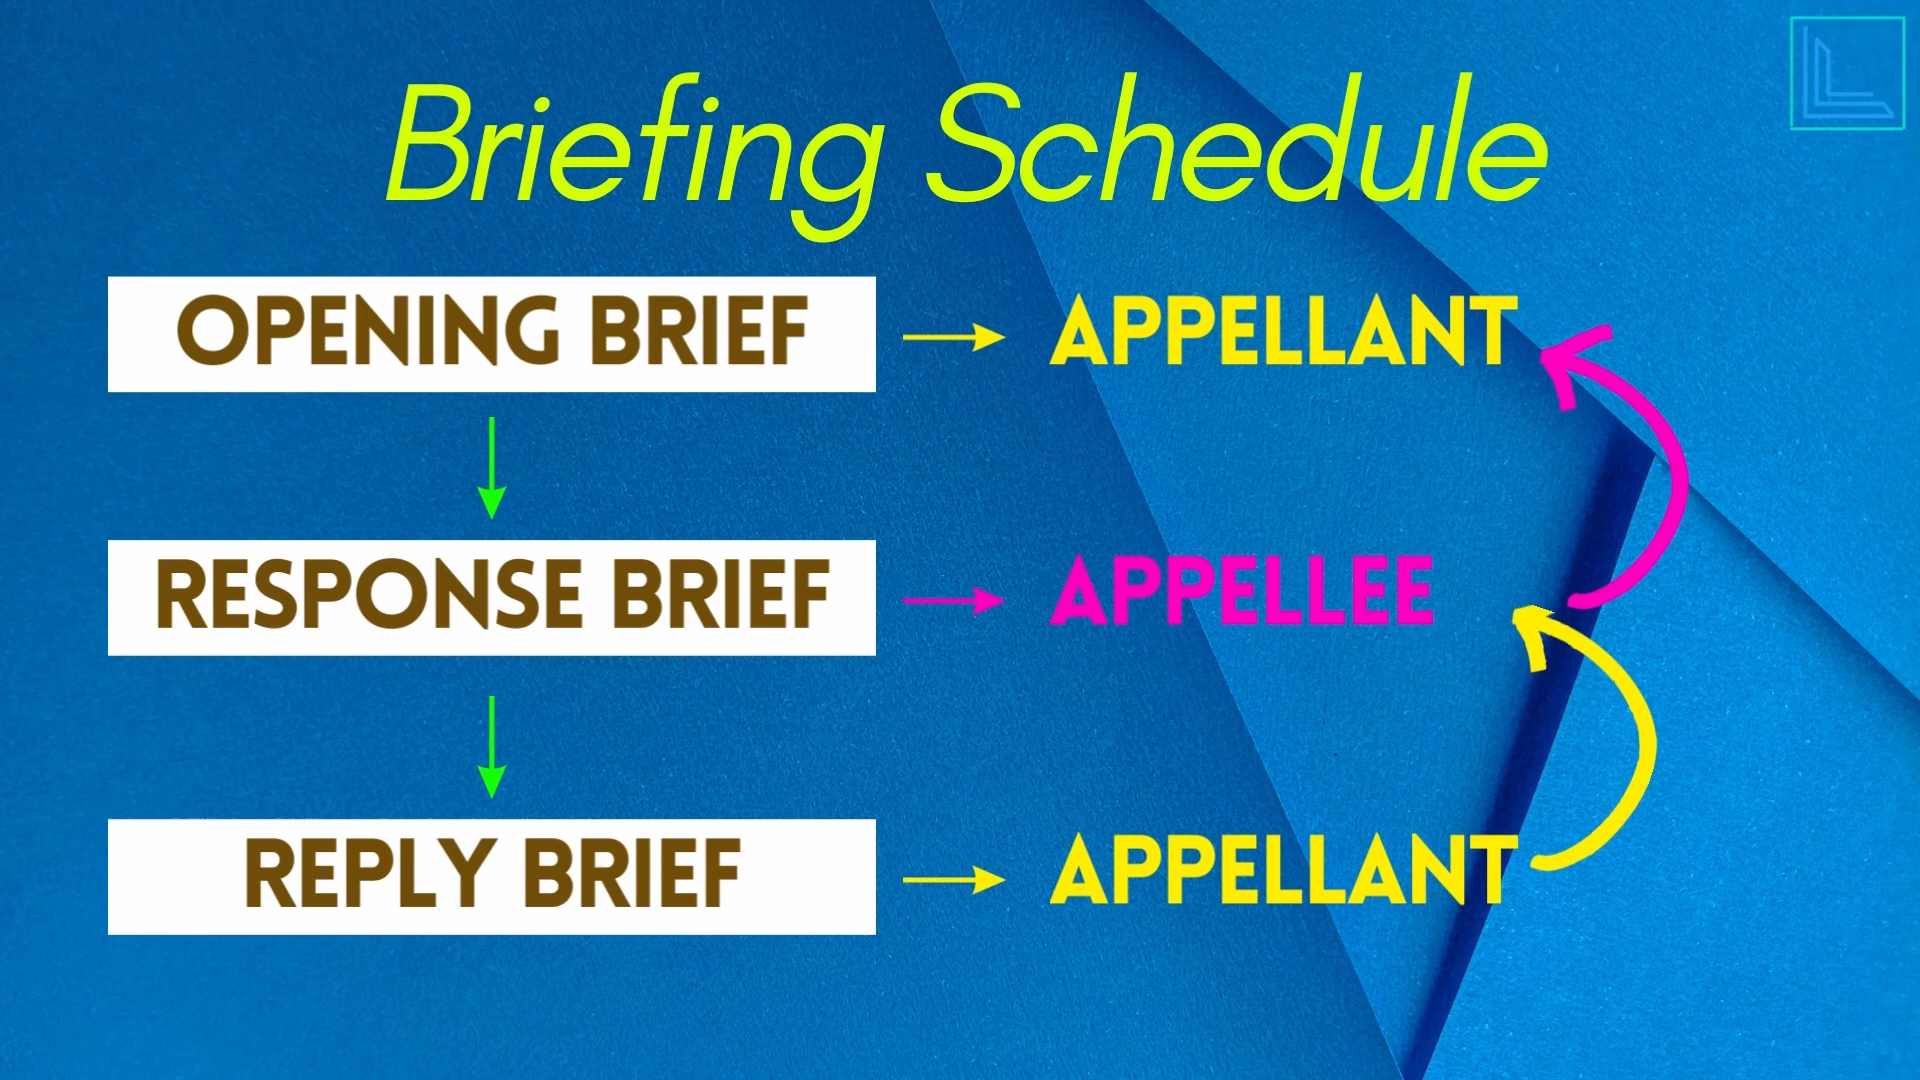 Briefing Schedule
OPENING BRIEF
APPELLANT
RESPONSE BRIEF
APPELLEE
REPLY BRIEF
APPELLANT